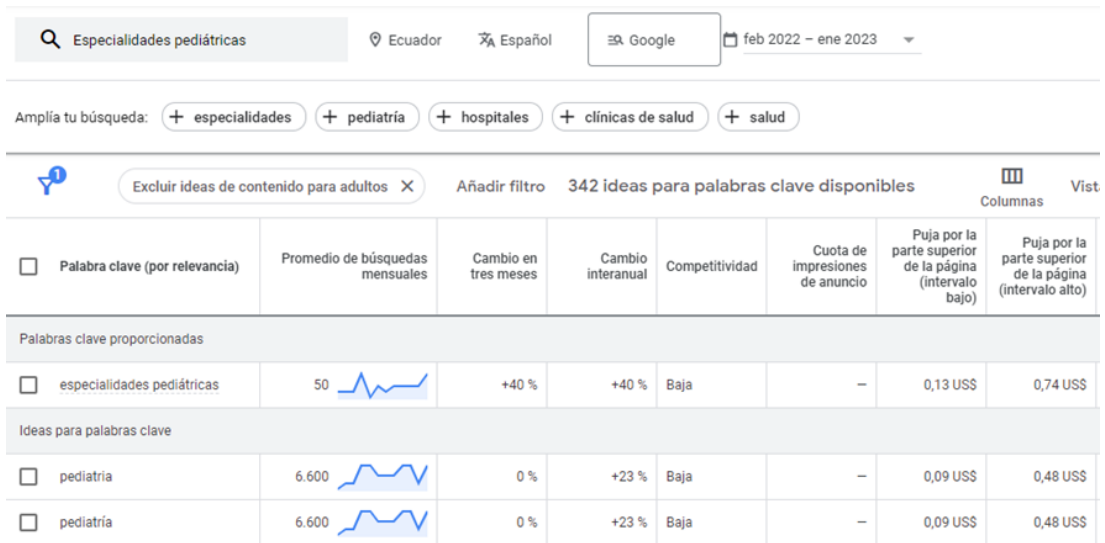 Especialidades pediátricas Ecuador Español Google feb 2022 – ene 2023
Amplía tu búsqueda: + especialidades + pediatría + hospitales + clínicas de salud + salud
1 Excluir ideas de contenido para adultos X Añadir filtro 342 ideas para palabras clave disponibles Columnas Vist
Palabra clave (por relevancia)
Promedio de búsquedas
mensuales
Cambio en
tres meses
Cambio
interanual
Competitividad
Cuota de
impresiones
de anuncio
Puja por la
parte superior
de la página
(intervalo
bajo)
Puja por la
parte superior
de la página
(intervalo alto)
Palabras clave proporcionadas
especialidades pediátricas 50 +40 % +40 % Baja – 0,13 US$ 0,74 US$
Ideas para palabras clave
pediatria 6.600 0 % +23 % Baja – 0,09 US$ 0,48 US$
pediatría 6.600 0 % +23 % Baja – 0,09 US$ 0,48 US$